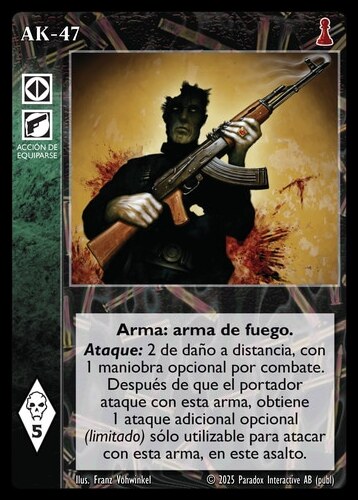 AK-47
ACCIÓN DE
EQUIPARSE
Arma: arma de fuego.
Ataque: 2 de daño a distancia, con
1 maniobra opcional por combate.
Después de que el portador
ataque con esta arma, obtiene
1 ataque adicional opcional
(limitado) sólo utilizable para atacar
con esta arma, en este asalto.
5
Ilus. Franz Vohwinkel
© 2025 Paradox Interactive AB (publ)